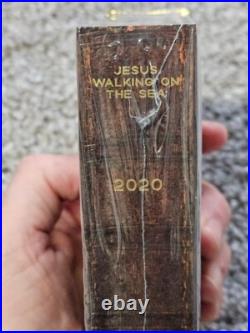 JESUS
WALKING ON
THE SEA
2020